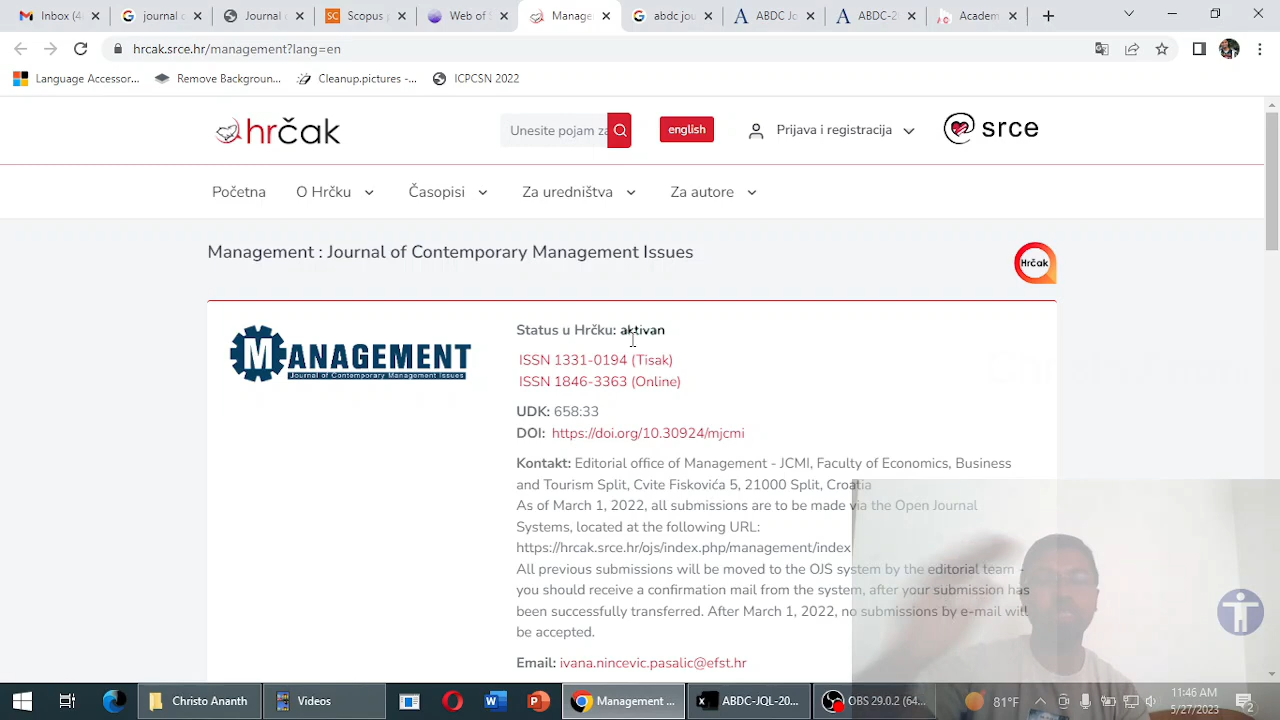 Inbox
Google journal
Journal r
SC Scopus
Web of S
Manage
abdc jou
ABDC Jo
ABDC-2
Academ
hrcak.srce.hr/management?lang=en
Language Accessor...
Remove Backgroun...
Cleanup.pictures -...
ICPCSN 2022
hrčak
Unesite pojam za
english
Prijava i registracija
srce
Početna
O Hrčku
Časopisi
Za uredništva
Za autore
Management : Journal of Contemporary Management Issues
Hrčak
MANAGEMENT
Journal of Contemporary Management Issues
Status u Hrčku: aktivan
ISSN 1331-0194 (Tisak)
ISSN 1846-3363 (Online)
UDK: 658:33
DOI: https://doi.org/10.30924/mjcmi
Kontakt: Editorial office of Management - JCMI, Faculty of Economics, Business
and Tourism Split, Cvite Fiskovića 5, 21000 Split, Croatia
As of March 1, 2022, all submissions are to be made via the Open Journal
Systems, located at the following URL:
https://hrcak.srce.hr/ojs/index.php/management/index
All previous submissions will be moved to the OJS system by the editorial team -
you should receive a confirmation mail from the system, after your submission has
been successfully transferred. After March 1, 2022, no submissions by e-mail will
be accepted.
Email: ivana.nincevic.pasalic@efst.hr
Christo Ananth
Videos
Management ...
ABDC-JQL-20...
OBS 29.0.2 (64...
81°F
11:46 AM
5/27/2023
2